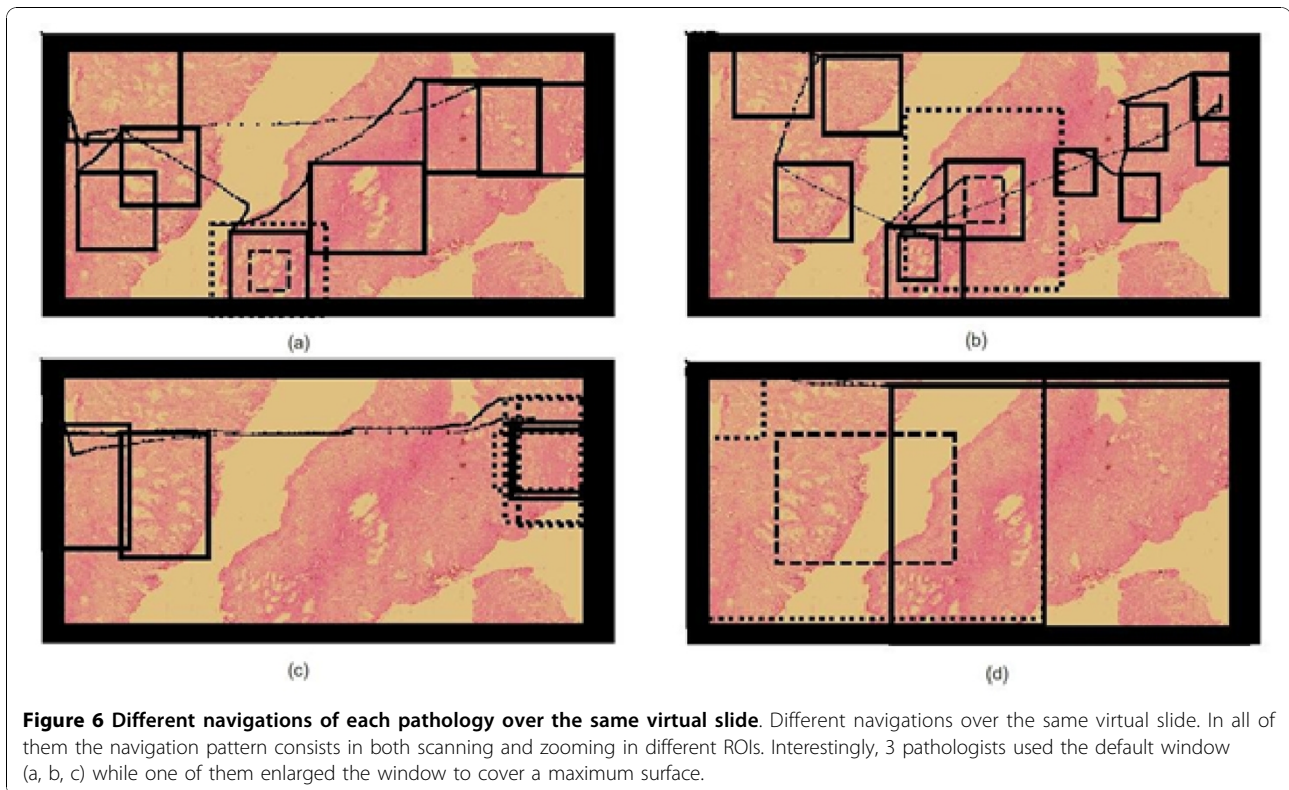 (a)
(b)
(c)
(d)
Figure 6 Different navigations of each pathology over the same virtual slide. Different navigations over the same virtual slide. In all of
them the navigation pattern consists in both scanning and zooming in different ROIs. Interestingly, 3 pathologists used the default window
(a, b, c) while one of them enlarged the window to cover a maximum surface.